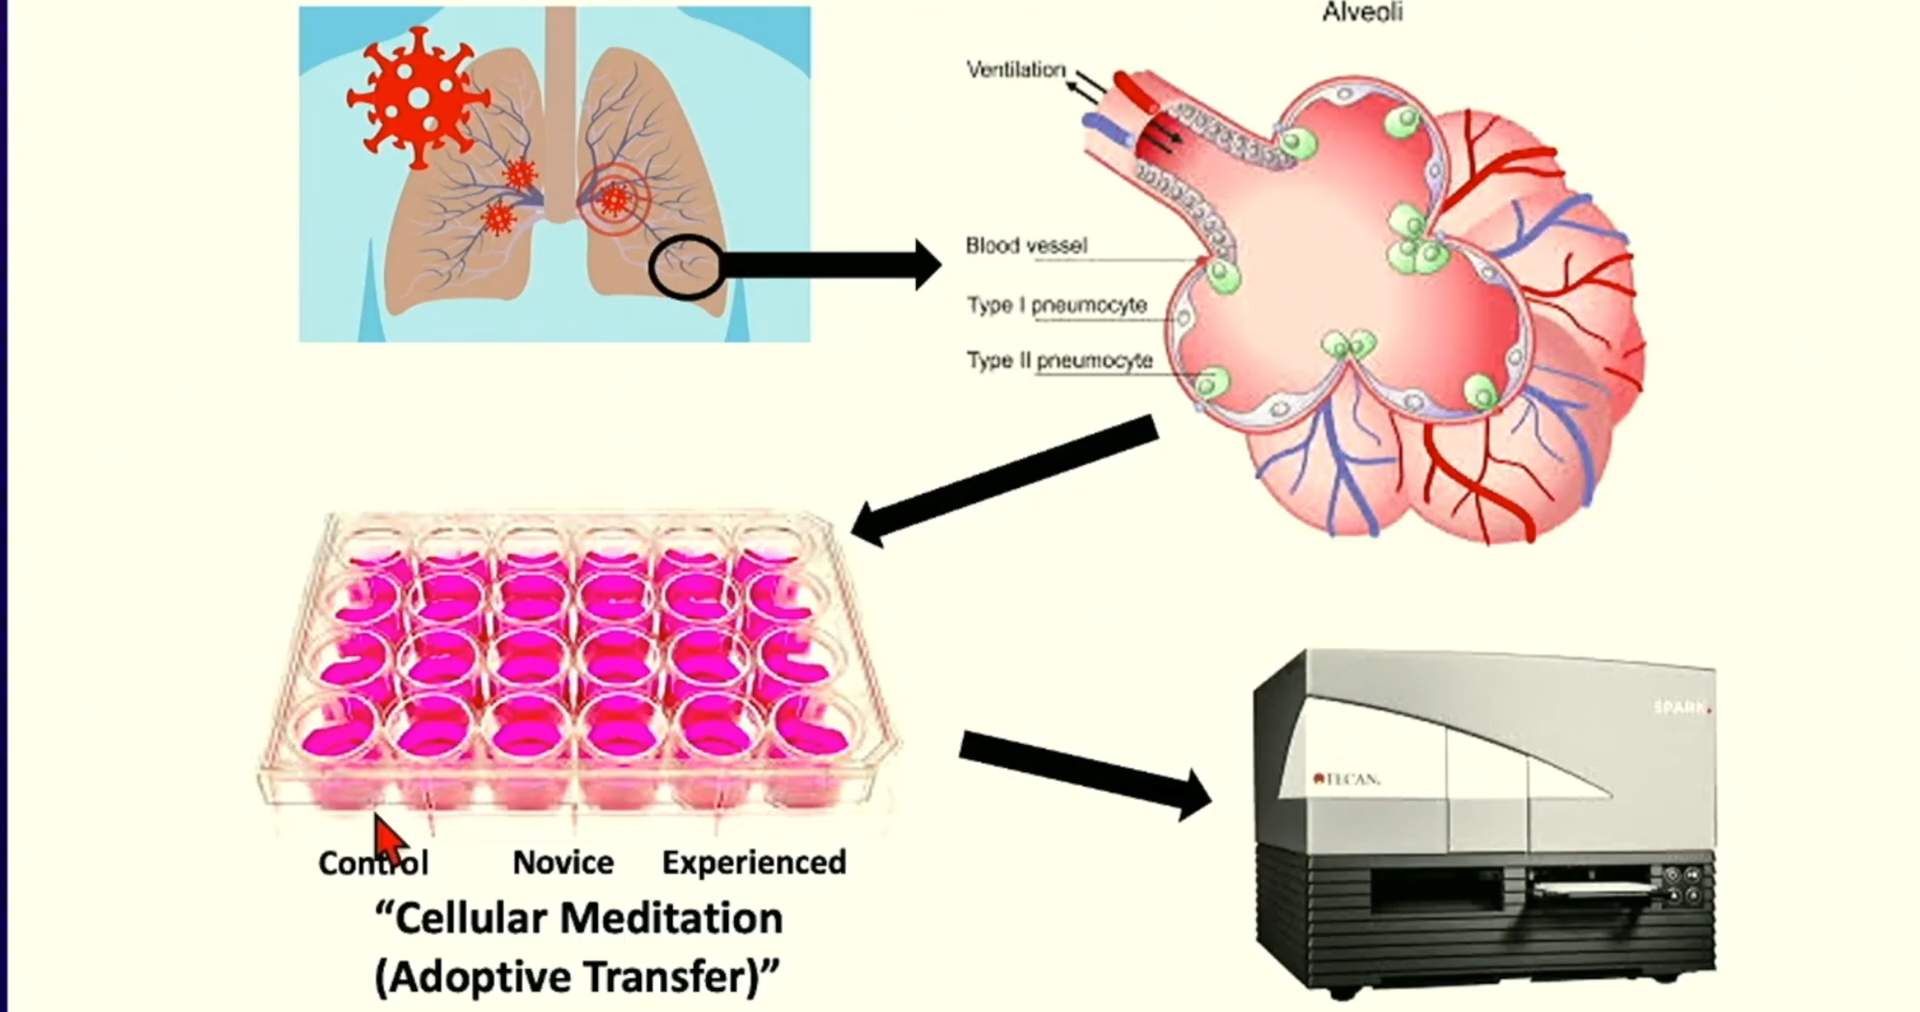 Alveoli
Ventilation
Blood vessel
Type I pneumocyte
Type II pneumocyte
SPARK.
TECAN.
Control
Novice
Experienced
“Cellular Meditation
(Adoptive Transfer)”